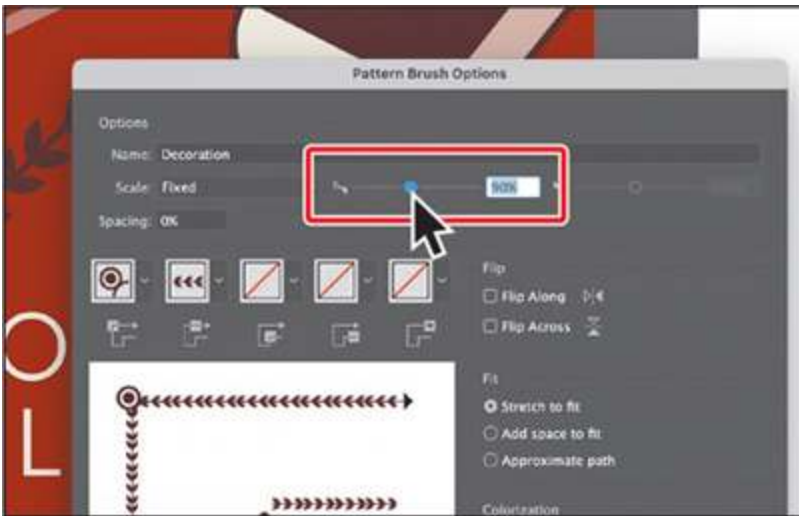 Pattern Brush Options
Options
Name: Decoration
Scale: Fixed
90%
Spacing: 0%
Flip
Flip Along
Flip Across
O
Fit
Stretch to fit
Add space to fit
L
Approximate path
Colorization